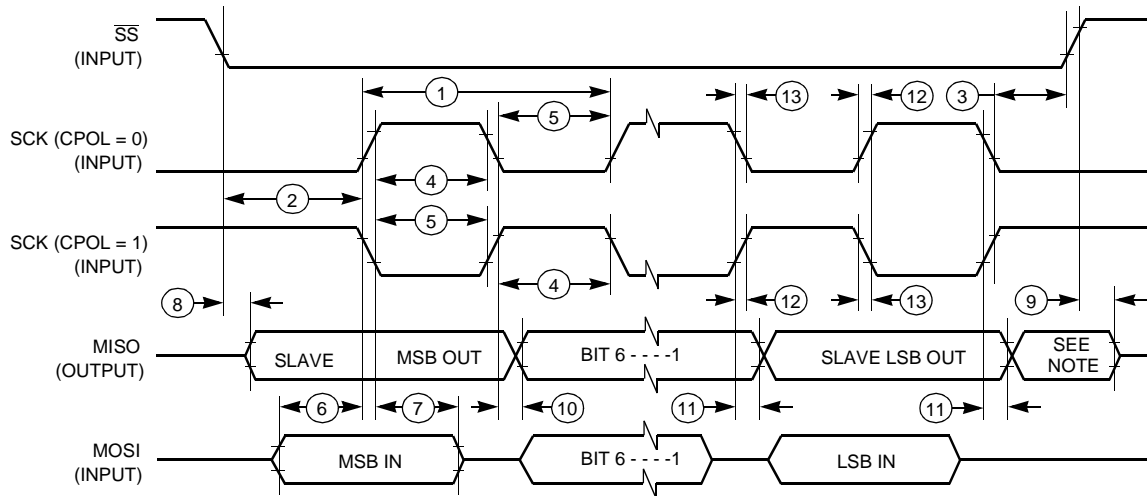 SS
(INPUT)
1
13
12
3
5
SCK (CPOL = 0)
(INPUT)
4
2
5
SCK (CPOL = 1)
(INPUT)
4
12
13
8
9
MISO
(OUTPUT)
SLAVE
MSB OUT
BIT 6 - - - -1
SLAVE LSB OUT
SEE
NOTE
6
7
10
11
11
MOSI
(INPUT)
MSB IN
BIT 6 - - - -1
LSB IN